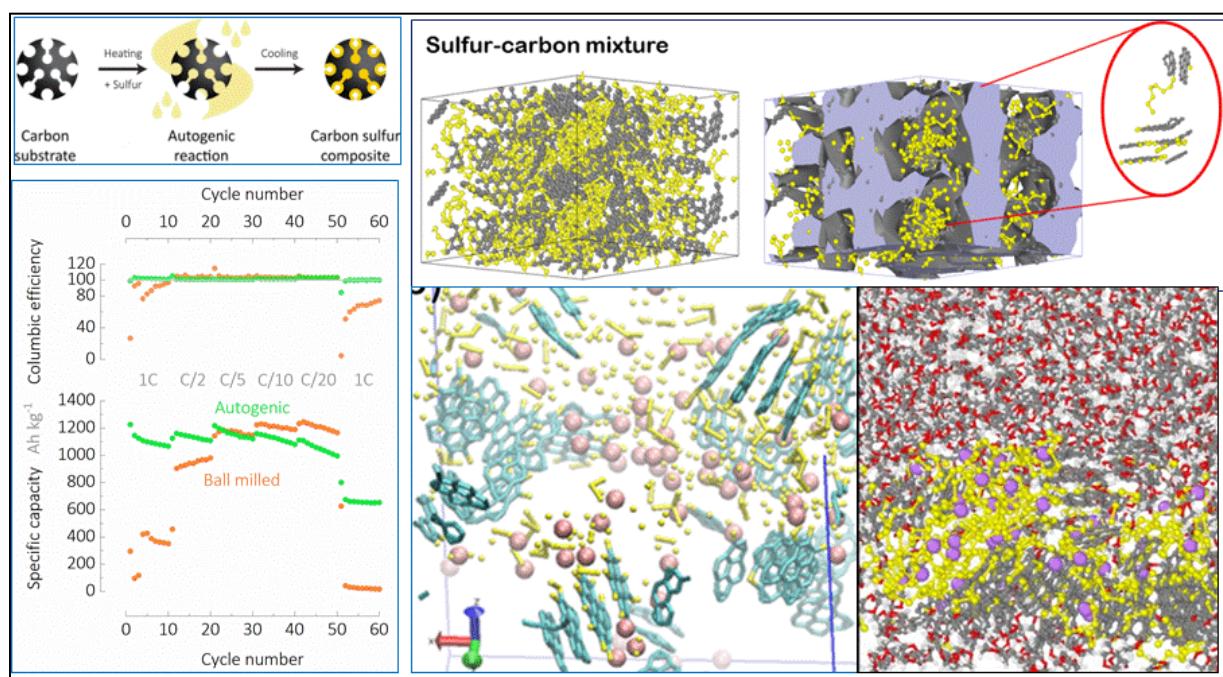 Heating
+ Sulfur
Cooling
Carbon
substrate
Autogenic
reaction
Carbon sulfur
composite
Sulfur-carbon mixture
Cycle number
0 10 20 30 40 50 60
Columbic efficiency
120
100
80
40
0
1C C/2 C/5 C/10 C/20 1C
Specific capacity Ah kg-1
1400
1200
1000
800
600
400
200
0
Autogenic
Ball milled
0 10 20 30 40 50 60
Cycle number